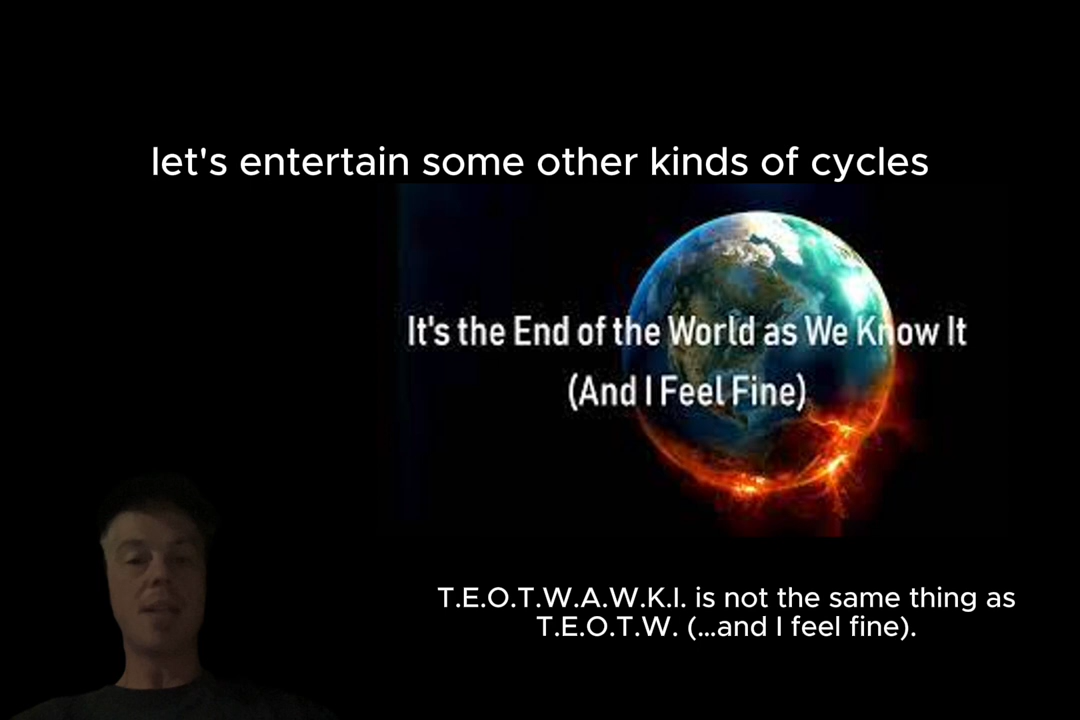 let's entertain some other kinds of cycles
It's the End of the World as We Know It
(And I Feel Fine)
T.E.O.T.W.A.W.K.I. is not the same thing as
T.E.O.T.W. (...and I feel fine).